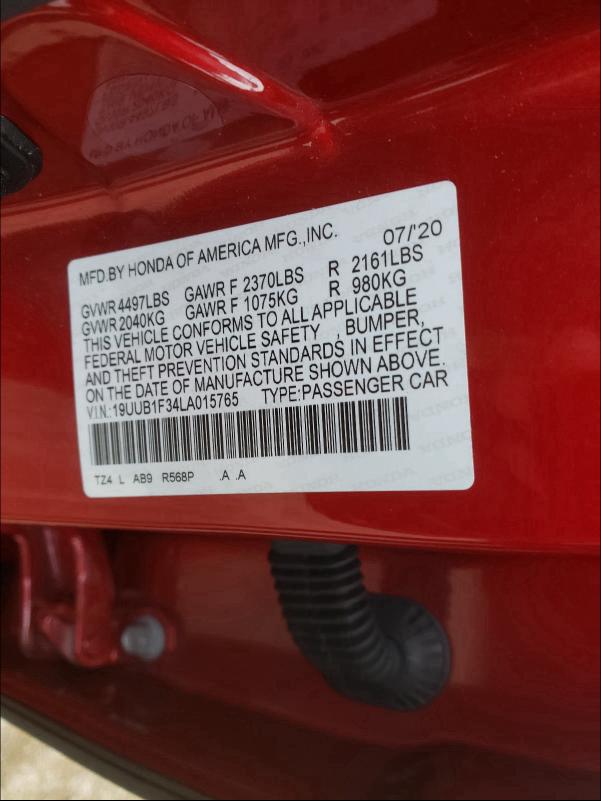 MFD.BY HONDA OF AMERICA MFG.,INC. 07/'20
GVWR 4497LBS GAWR F 2370LBS R 2161LBS
GVWR 2040KG GAWR F 1075KG R 980KG
THIS VEHICLE CONFORMS TO ALL APPLICABLE
FEDERAL MOTOR VEHICLE SAFETY , BUMPER,
AND THEFT PREVENTION STANDARDS IN EFFECT
ON THE DATE OF MANUFACTURE SHOWN ABOVE.
V.I.N.:19UUB1F34LA015765 TYPE:PASSENGER CAR
TZ4 L AB9 R568P .A .A